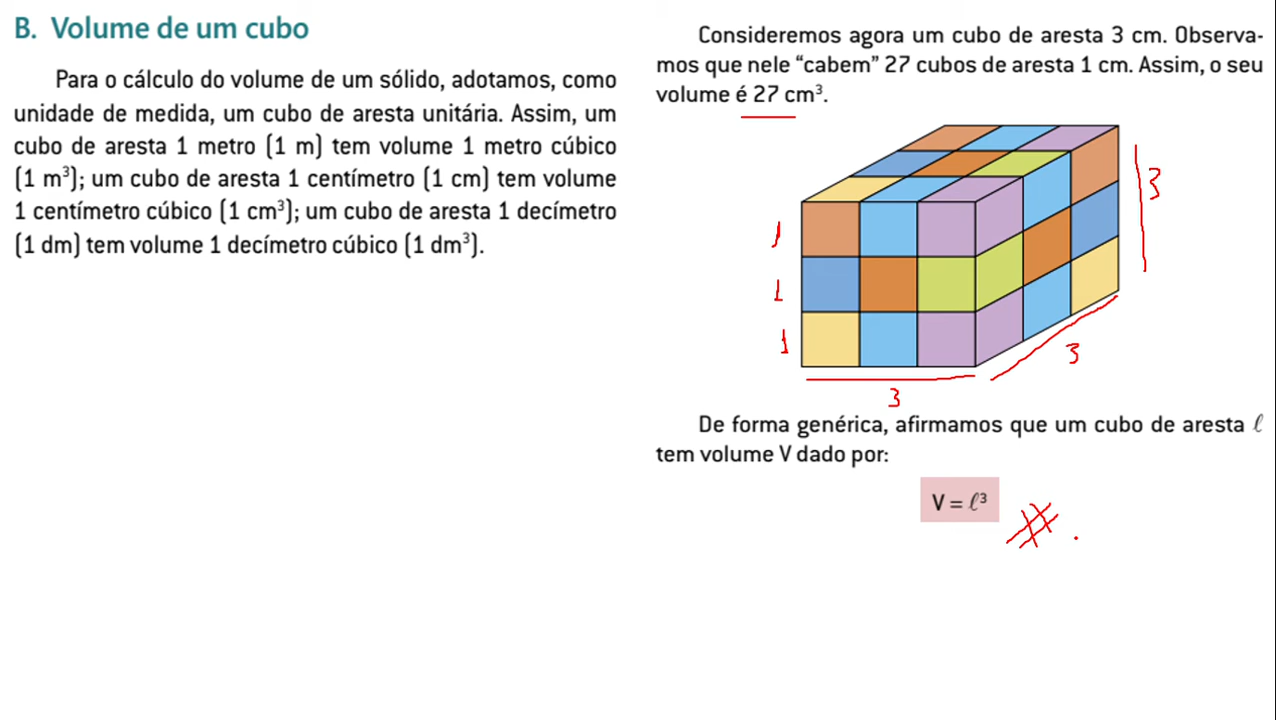 B. Volume de um cubo
Para o cálculo do volume de um sólido, adotamos, como
unidade de medida, um cubo de aresta unitária. Assim, um
cubo de aresta 1 metro (1 m) tem volume 1 metro cúbico
(1 m³); um cubo de aresta 1 centímetro (1 cm) tem volume
1 centímetro cúbico (1 cm³); um cubo de aresta 1 decímetro
(1 dm) tem volume 1 decímetro cúbico (1 dm³).
Consideremos agora um cubo de aresta 3 cm. Observa-
mos que nele “cabem” 27 cubos de aresta 1 cm. Assim, o seu
volume é 27 cm³.
3
1
1
1
3
3
De forma genérica, afirmamos que um cubo de aresta ℓ
tem volume V dado por:
V = ℓ³